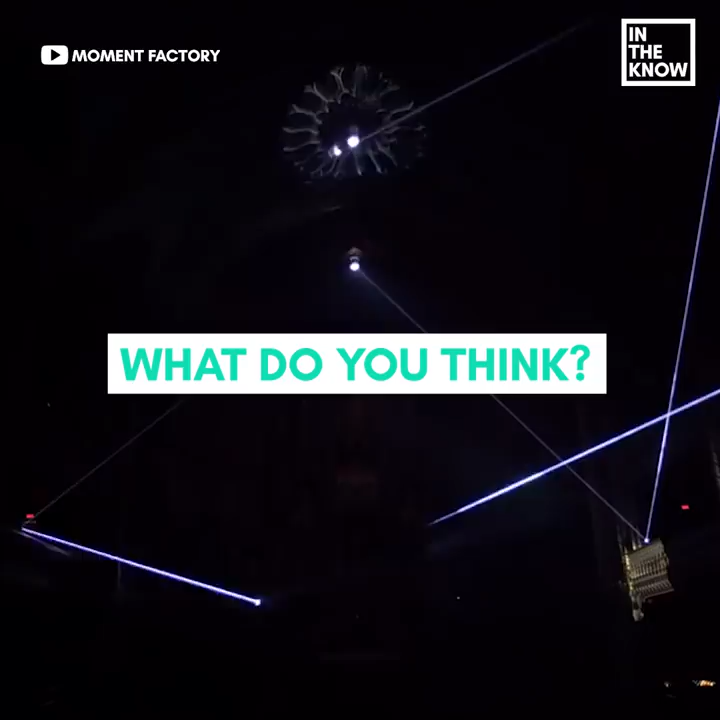 MOMENT FACTORY
IN
THE
KNOW
WHAT DO YOU THINK?